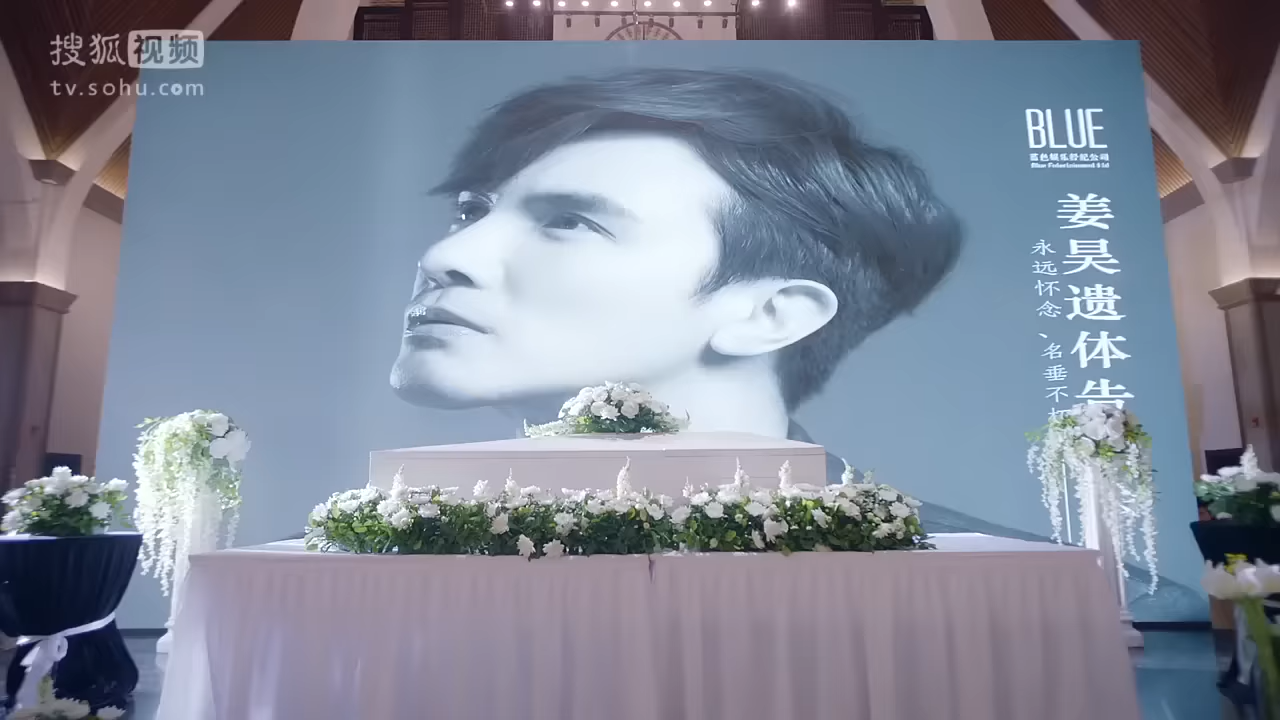 搜狐视频
tv.sohu.com
BLUE
蓝色娱乐经纪公司
Blue Entertainment Ltd
姜昊遗体告
永远怀念、名垂不朽